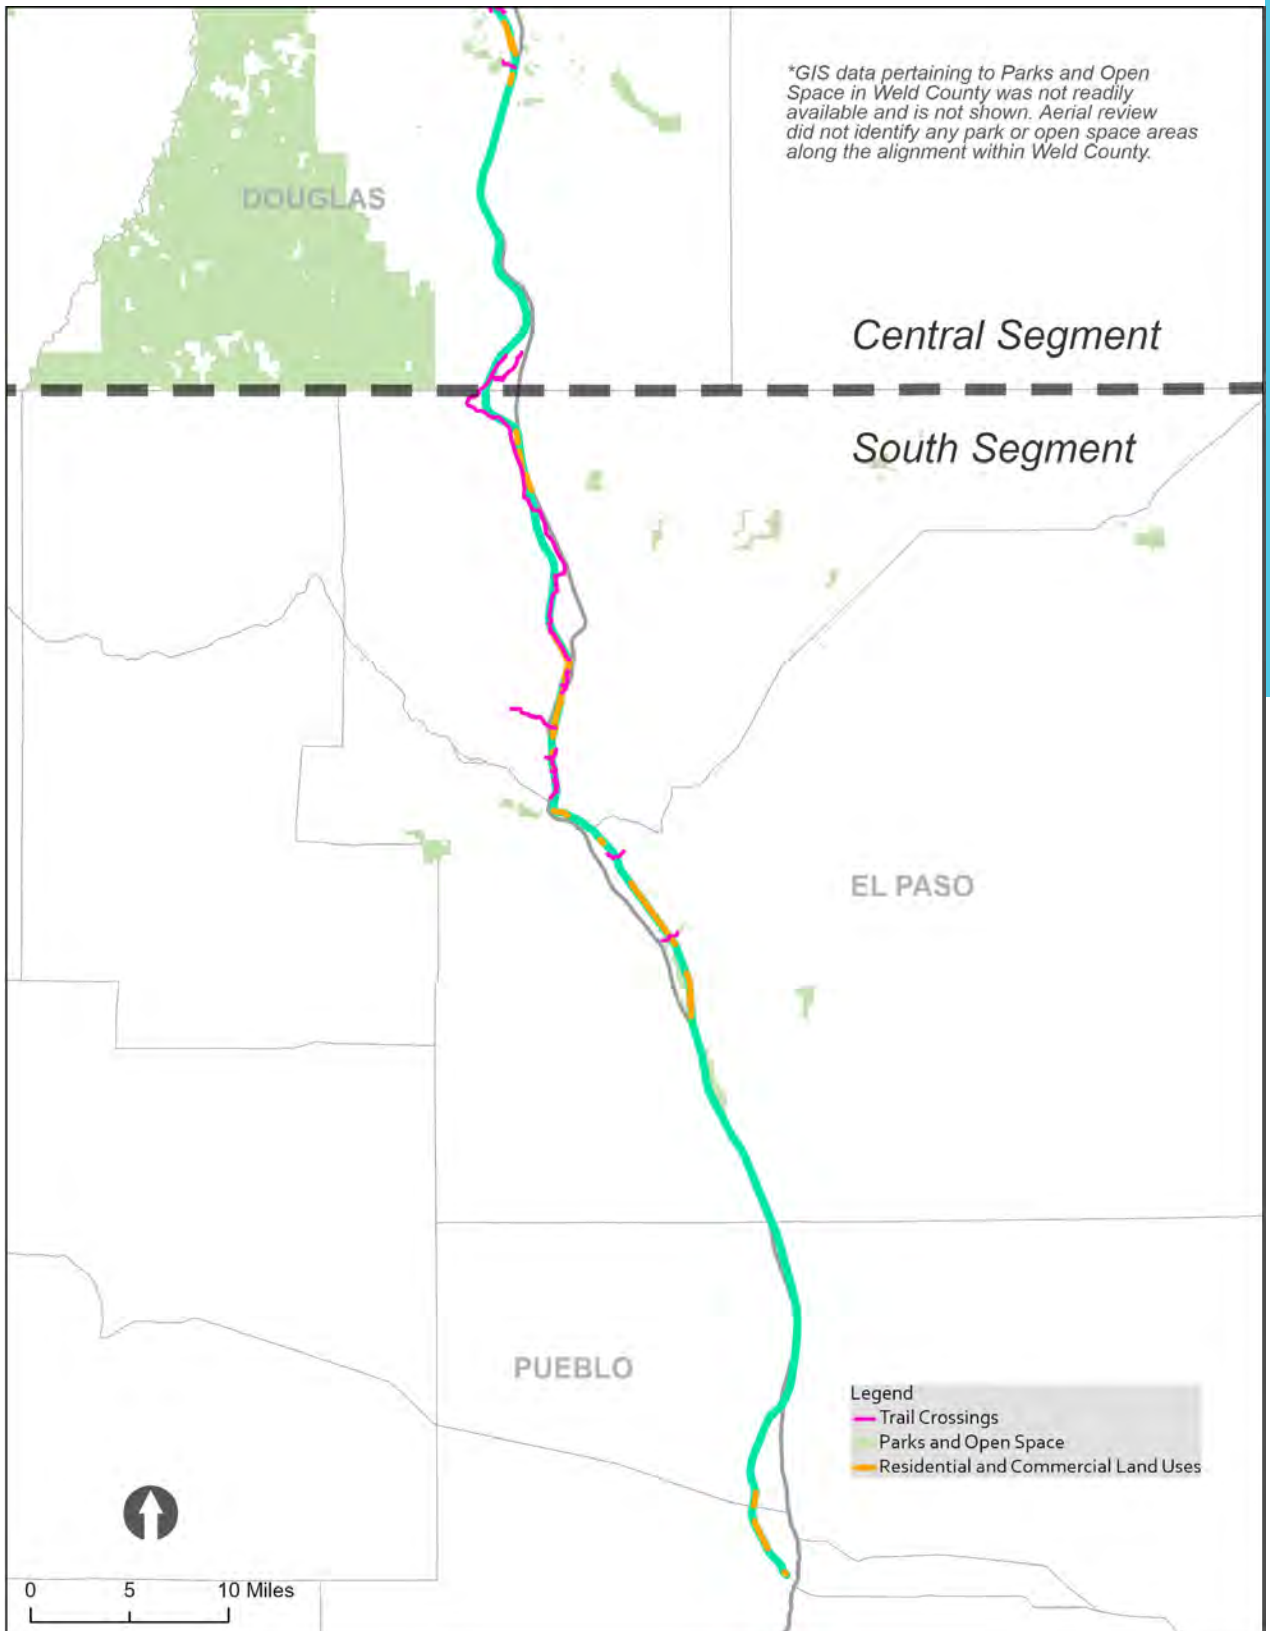 *GIS data pertaining to Parks and Open
Space in Weld County was not readily
available and is not shown. Aerial review
did not identify any park or open space areas
along the alignment within Weld County.
DOUGLAS
Central Segment
South Segment
EL PASO
PUEBLO
Legend
Trail Crossings
Parks and Open Space
Residential and Commercial Land Uses
0 5 10 Miles